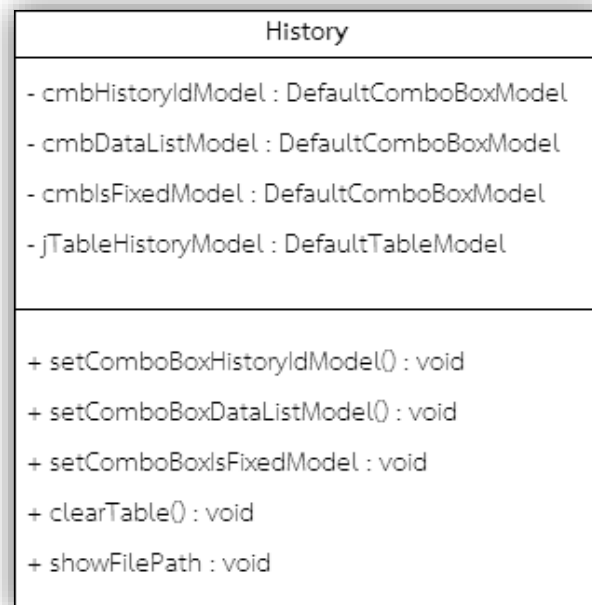 History
- cmbHistoryIdModel : DefaultComboBoxModel
- cmbDataListModel : DefaultComboBoxModel
- cmbIsFixedModel : DefaultComboBoxModel
- jTableHistoryModel : DefaultTableModel
+ setComboBoxHistoryIdModel() : void
+ setComboBoxDataListModel() : void
+ setComboBoxIsFixedModel : void
+ clearTable() : void
+ showFilePath : void